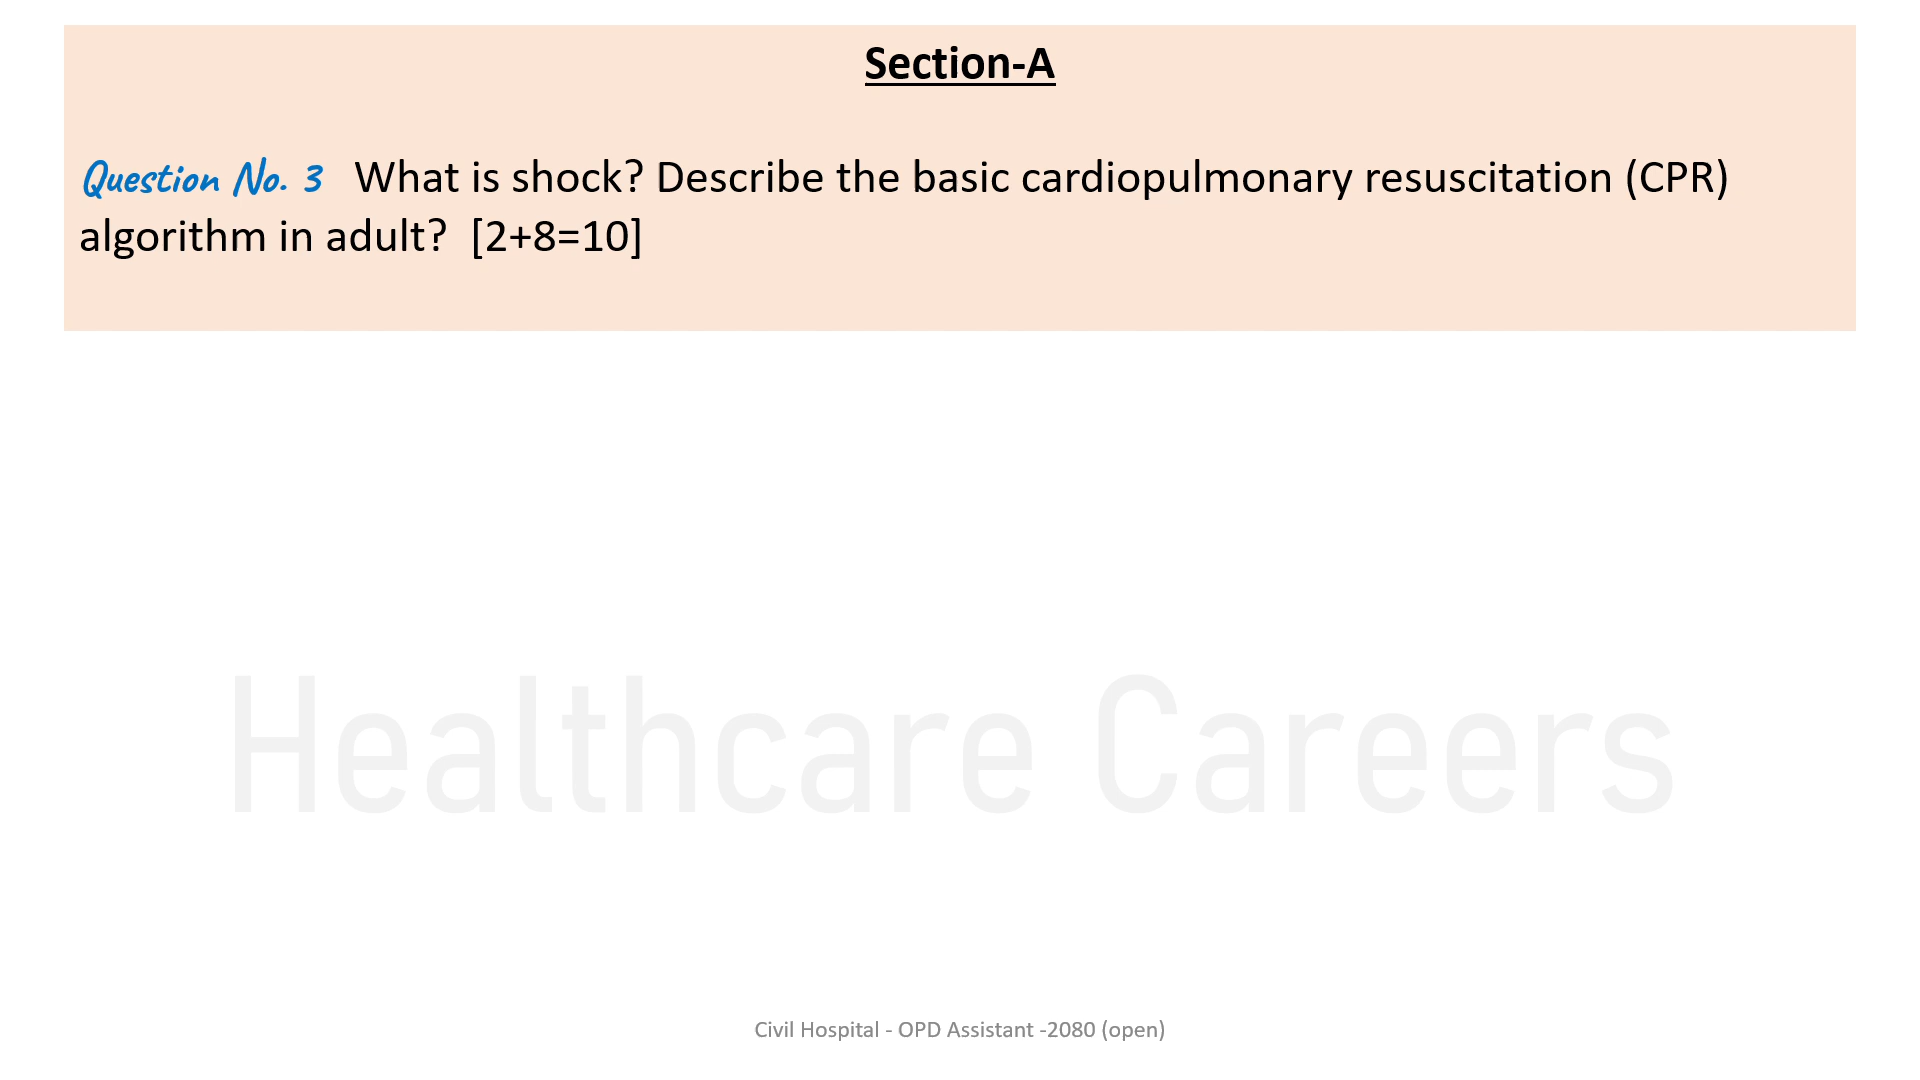 Section-A
Question No. 3 What is shock? Describe the basic cardiopulmonary resuscitation (CPR)
algorithm in adult? [2+8=10]
Healthcare Careers
Civil Hospital - OPD Assistant -2080 (open)